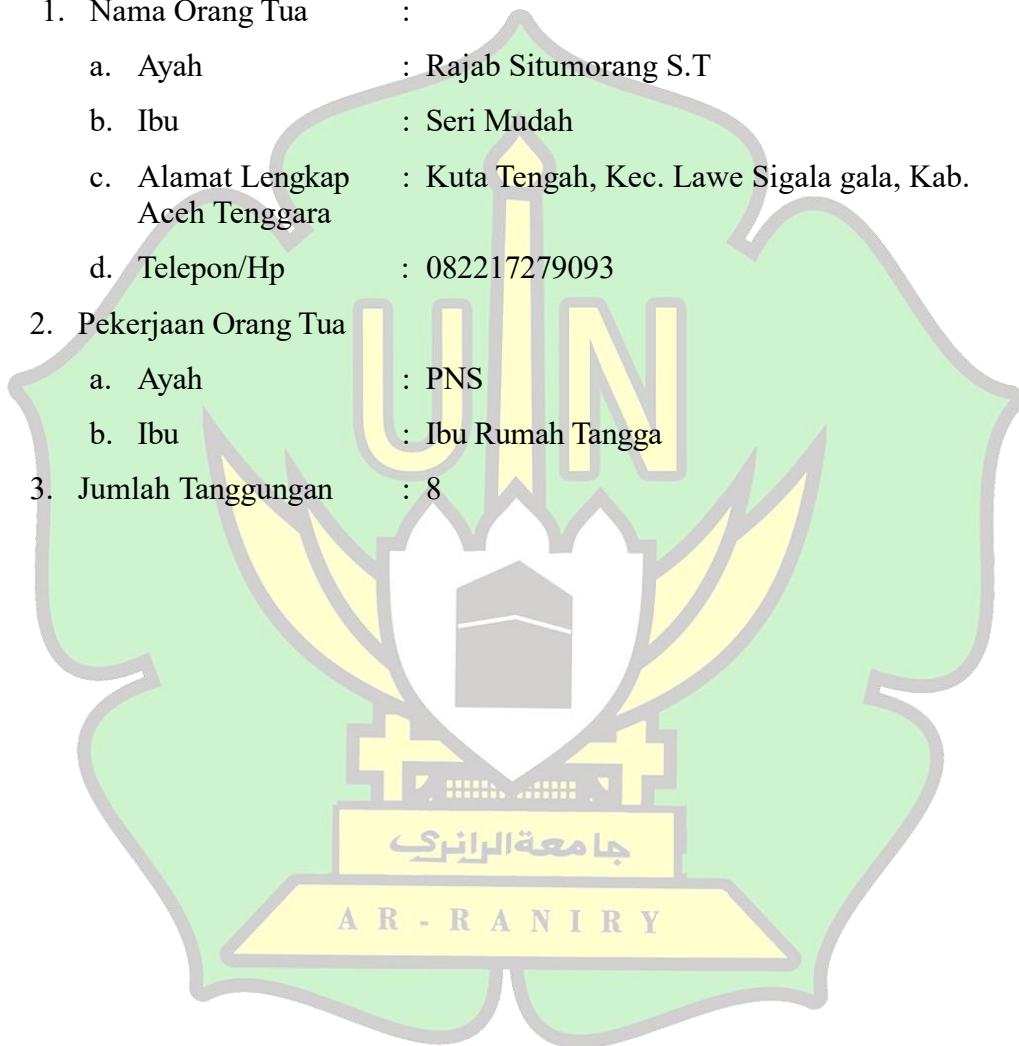 1. Nama Orang Tua :
a. Ayah : Rajab Situmorang S.T
b. Ibu : Seri Mudah
c. Alamat Lengkap : Kuta Tengah, Kec. Lawe Sigala gala, Kab.
Aceh Tenggara
d. Telepon/Hp : 082217279093
2. Pekerjaan Orang Tua
a. Ayah : PNS
b. Ibu : Ibu Rumah Tangga
3. Jumlah Tanggungan : 8
UIN
جامعة الرانري
AR-RANIRY